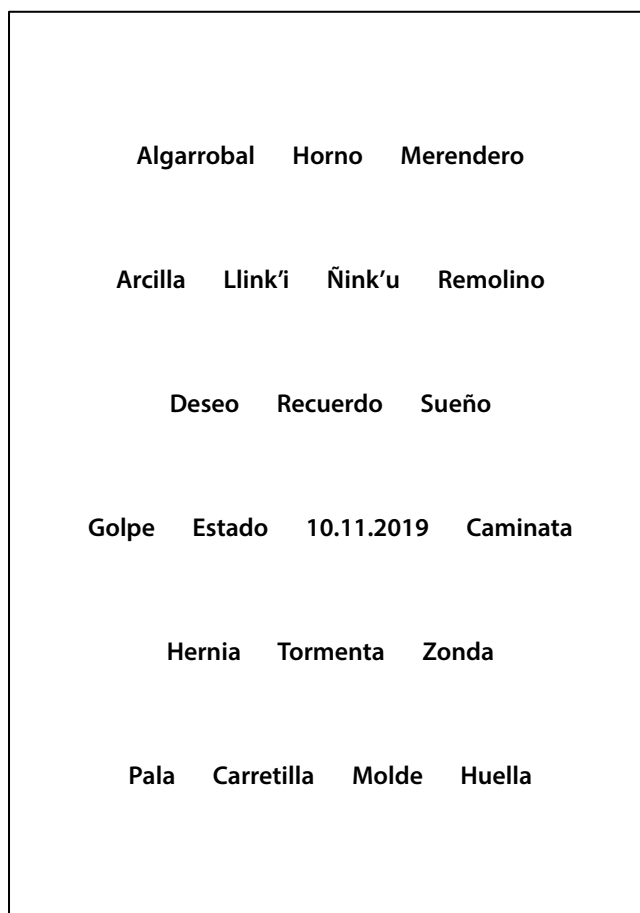 Algarrobal Horno Merendero
Arcilla Llink’i Ñink’u Remolino
Deseo Recuerdo Sueño
Golpe Estado 10.11.2019 Caminata
Hernia Tormenta Zonda
Pala Carretilla Molde Huella